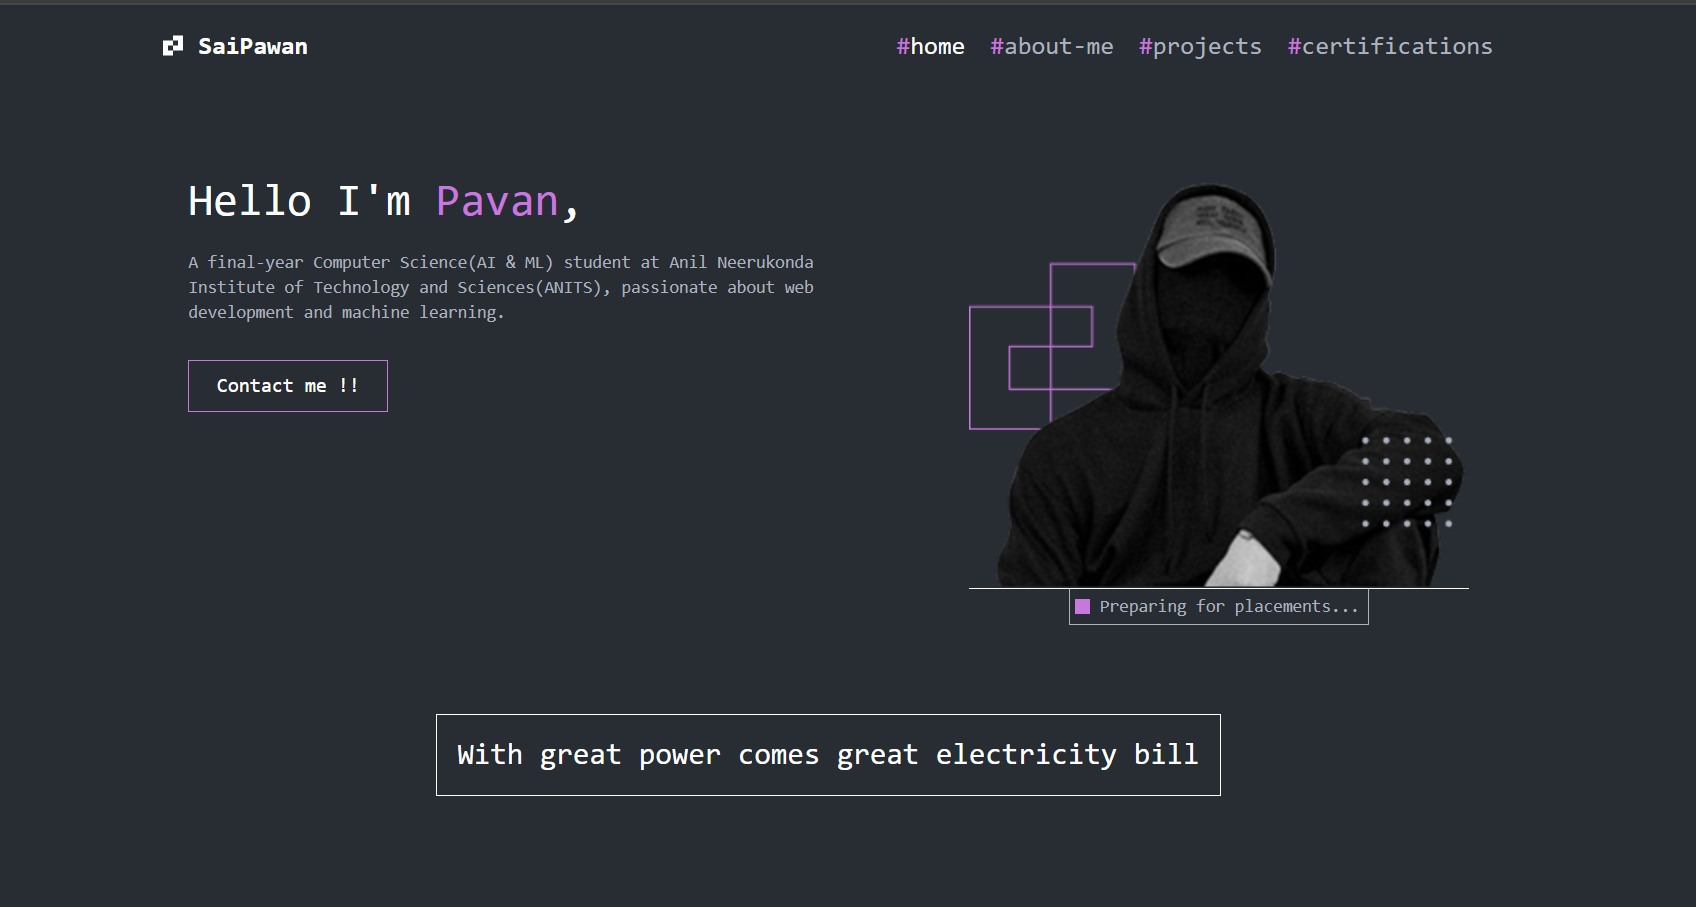 SaiPawan
#home #about-me #projects #certifications
Hello I'm Pavan,
A final-year Computer Science(AI & ML) student at Anil Neerukonda
Institute of Technology and Sciences(ANITS), passionate about web
development and machine learning.
Contact me !!
Preparing for placements...
With great power comes great electricity bill